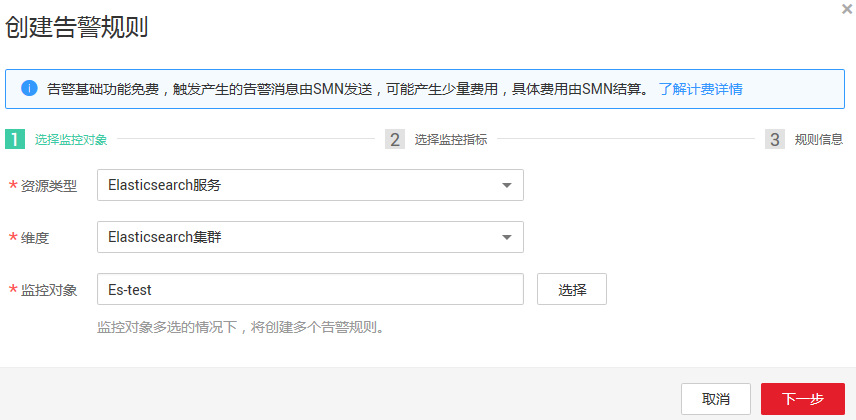 创建告警规则
告警基础功能免费，触发产生的告警消息由SMN发送，可能产生少量费用，具体费用由SMN结算。 了解计费详情
1 选择监控对象 2 选择监控指标 3 规则信息
* 资源类型 Elasticsearch服务
* 维度 Elasticsearch集群
* 监控对象 Es-test 选择
监控对象多选的情况下，将创建多个告警规则。
取消 下一步